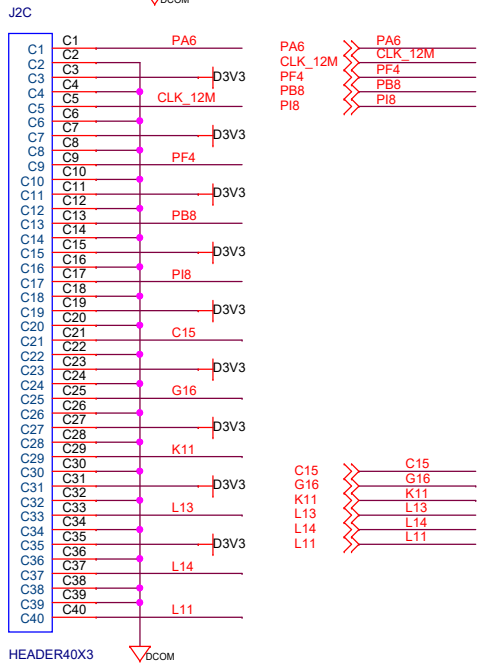 DCOM
J2C
C1 C1 PA6
C2 C2
C3 C3 D3V3
C4 C4
C5 C5 CLK_12M
C6 C6
C7 C7 D3V3
C8 C8
C9 C9 PF4
C10 C10
C11 C11 D3V3
C12 C12
C13 C13 PB8
C14 C14
C15 C15 D3V3
C16 C16
C17 C17 PI8
C18 C18
C19 C19 D3V3
C20 C20
C21 C21 C15
C22 C22
C23 C23 D3V3
C24 C24
C25 C25 G16
C26 C26
C27 C27 D3V3
C28 C28
C29 C29 K11
C30 C30
C31 C31 D3V3
C32 C32
C33 C33 L13
C34 C34
C35 C35 D3V3
C36 C36
C37 C37 L14
C38 C38
C39 C39
C40 C40 L11
HEADER40X3
DCOM
PA6 PA6
CLK_12M CLK_12M
PF4 PF4
PB8 PB8
PI8 PI8
C15 C15
G16 G16
K11 K11
L13 L13
L14 L14
L11 L11